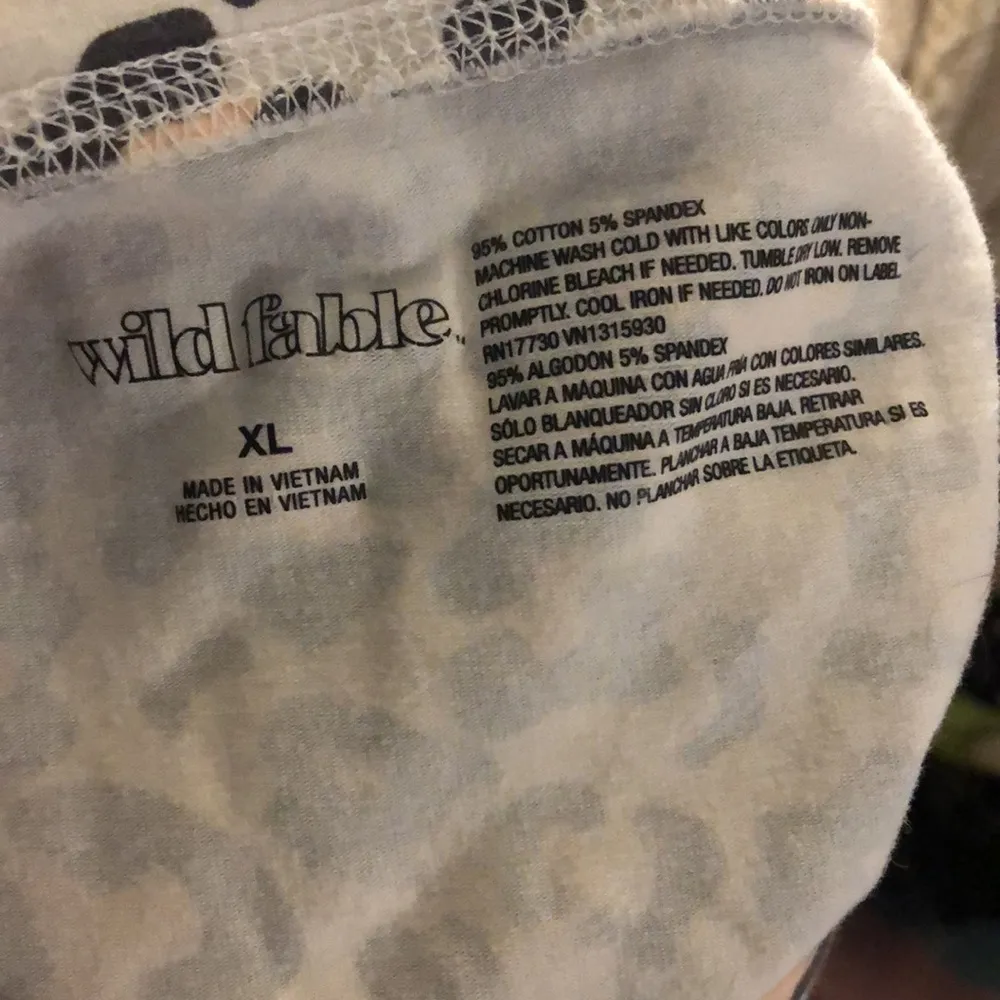 wild fable™
XL
MADE IN VIETNAM
HECHO EN VIETNAM
95% COTTON 5% SPANDEX
MACHINE WASH COLD WITH LIKE COLORS ONLY NON-
CHLORINE BLEACH IF NEEDED. TUMBLE DRY LOW. REMOVE
PROMPTLY. COOL IRON IF NEEDED. DO NOT IRON ON LABEL
RN17730 VN1315930
95% ALGODON 5% SPANDEX
LAVAR A MÁQUINA CON AGUA FRÍA CON COLORES SIMILARES.
SÓLO BLANQUEADOR SIN CLORO SI ES NECESARIO.
SECAR A MÁQUINA A TEMPERATURA BAJA. RETIRAR
OPORTUNAMENTE. PLANCHAR A BAJA TEMPERATURA SI ES
NECESARIO. NO PLANCHAR SOBRE LA ETIQUETA.